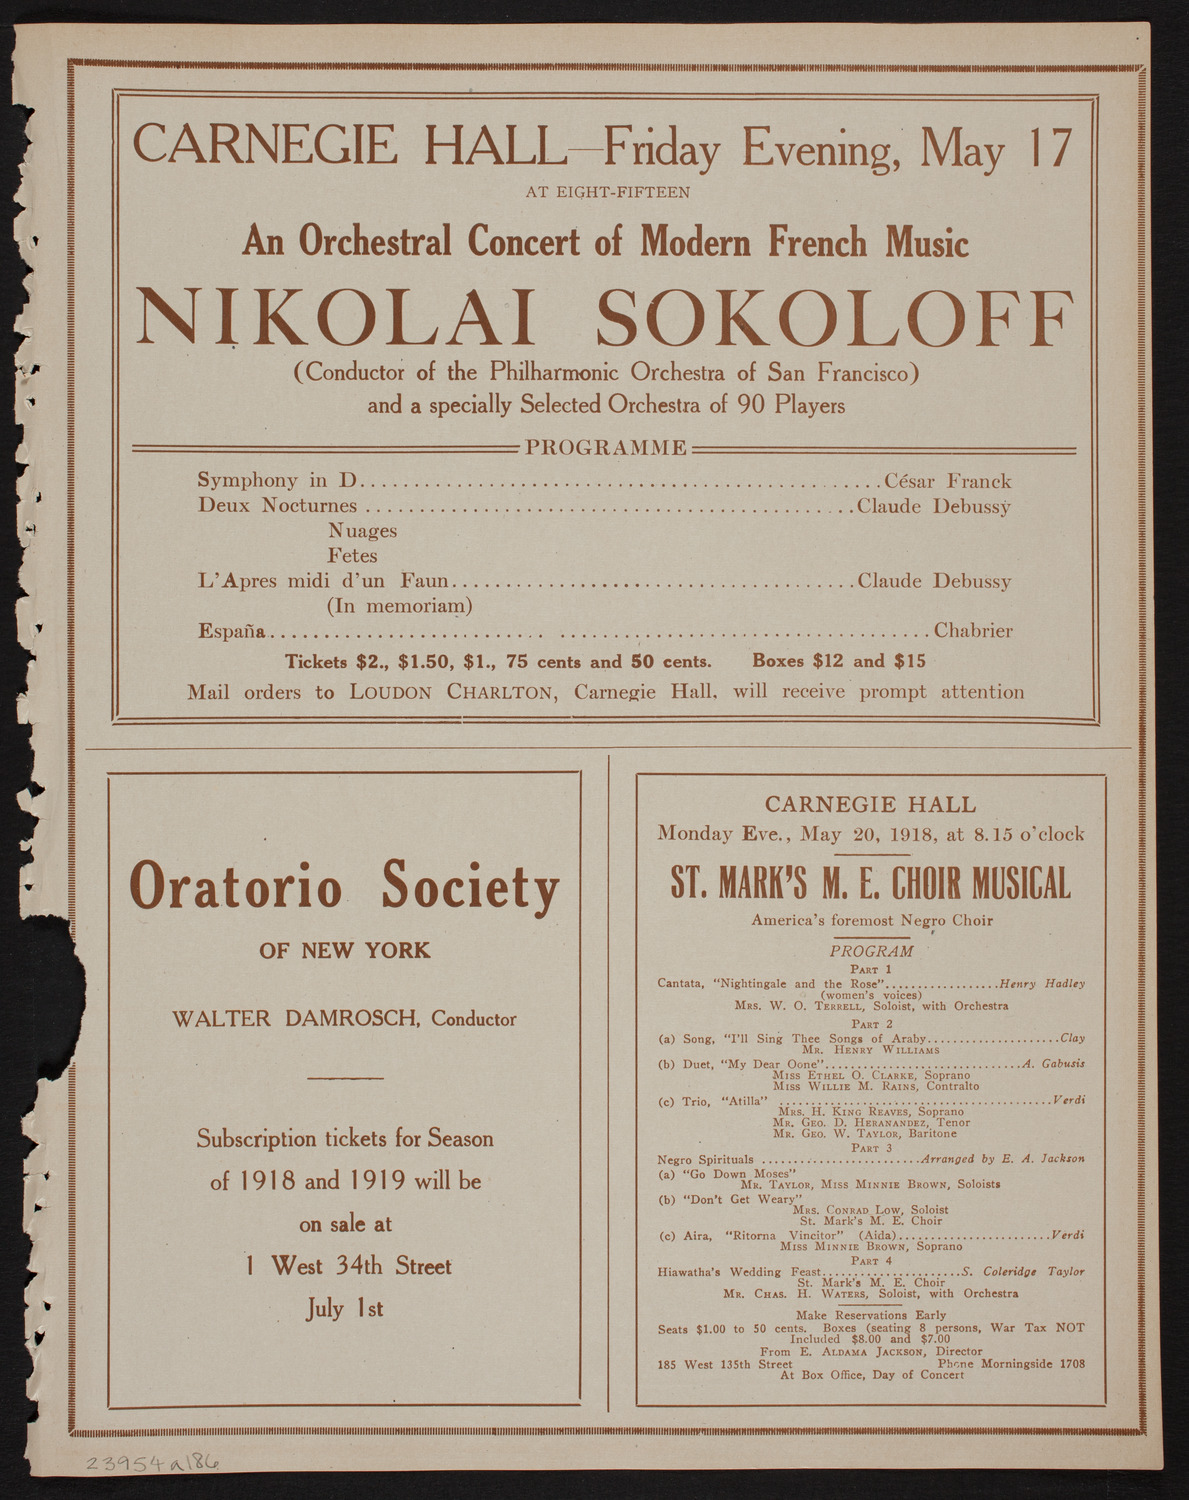 CARNEGIE HALL—Friday Evening, May 17
AT EIGHT-FIFTEEN
An Orchestral Concert of Modern French Music
NIKOLAI SOKOLOFF
(Conductor of the Philharmonic Orchestra of San Francisco)
and a specially Selected Orchestra of 90 Players
PROGRAMME
Symphony in D................................................César Franck
Deux Nocturnes .............................................Claude Debussy
Nuages
Fetes
L'Apres midi d'un Faun.....................................Claude Debussy
(In memoriam)
España......................... ..................................Chabrier
Tickets $2., $1.50, $1., 75 cents and 50 cents. Boxes $12 and $15
Mail orders to LOUDON CHARLTON, Carnegie Hall. will receive prompt attention
Oratorio Society
OF NEW YORK
WALTER DAMROSCH, Conductor
Subscription tickets for Season
of 1918 and 1919 will be
on sale at
1 West 34th Street
July 1st
CARNEGIE HALL
Monday Eve., May 20, 1918, at 8.15 o'clock
ST. MARK'S M. E. CHOIR MUSICAL
America's foremost Negro Choir
PROGRAM
PART 1
Cantata, "Nightingale and the Rose"..................Henry Hadley
(women's voices)
MRS. W. O. TERRELL, Soloist, with Orchestra
PART 2
(a) Song, "I'll Sing Thee Songs of Araby.....................Clay
MR. HENRY WILLIAMS
(b) Duet, "My Dear Oone"...............................A. Gabusis
MISS ETHEL O. CLARKE, Soprano
MISS WILLIE M. RAINS, Contralto
(c) Trio, "Atilla" ..........................................Verdi
MRS. H. KING REAVES, Soprano
MR. GEO. D. HERANANDEZ, Tenor
MR. GEO. W. TAYLOR, Baritone
PART 3
Negro Spirituals .........................Arranged by E. A. Jackson
(a) "Go Down Moses"
MR. TAYLOR, MISS MINNIE BROWN, Soloists
(b) "Don't Get Weary"
MRS. CONRAD LOW, Soloist
St. Mark's M. E. Choir
(c) Aira, "Ritorna Vincitor" (Aida)........................Verdi
MISS MINNIE BROWN, Soprano
PART 4
Hiawatha's Wedding Feast......................S. Coleridge Taylor
St. Mark's M. E. Choir
MR. CHAS. H. WATERS, Soloist, with Orchestra
Make Reservations Early
Seats $1.00 to 50 cents. Boxes (seating 8 persons, War Tax NOT
Included $8.00 and $7.00
From E. ALDAMA JACKSON, Director
185 West 135th Street Phone Morningside 1708
At Box Office, Day of Concert
23954a186